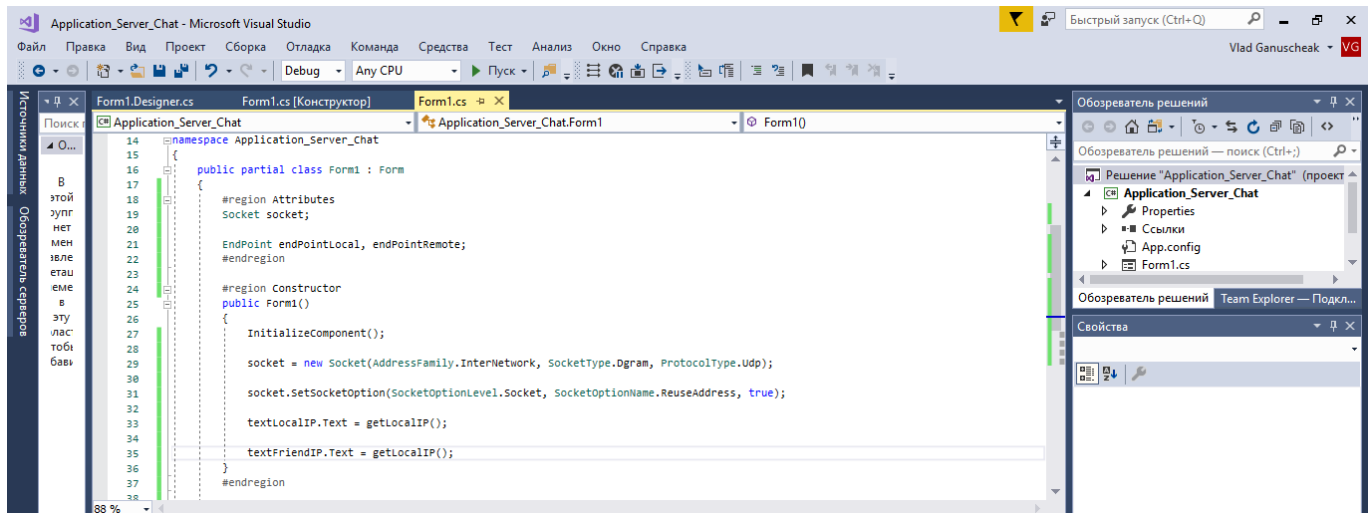 Application_Server_Chat - Microsoft Visual Studio
Быстрый запуск (Ctrl+Q)
Файл Правка Вид Проект Сборка Отладка Команда Средства Тест Анализ Окно Справка
Vlad Ganuscheak VG
Debug Any CPU Пуск
Источники данных
Обозреватель серверов
Поиск
О...
В
этой
нет
в
эту
Form1.Designer.cs Form1.cs [Конструктор] Form1.cs
Application_Server_Chat Application_Server_Chat.Form1 Form1()
14 namespace Application_Server_Chat
15 {
16 public partial class Form1 : Form
17 {
18 #region Attributes
19 Socket socket;
20
21 EndPoint endPointLocal, endPointRemote;
22 #endregion
23
24 #region Constructor
25 public Form1()
26 {
27 InitializeComponent();
28
29 socket = new Socket(AddressFamily.InterNetwork, SocketType.Dgram, ProtocolType.Udp);
30
31 socket.SetSocketOption(SocketOptionLevel.Socket, SocketOptionName.ReuseAddress, true);
32
33 textLocalIP.Text = getLocalIP();
34
35 textFriendIP.Text = getLocalIP();
36 }
37 #endregion
38
88 %
Обозреватель решений
Обозреватель решений — поиск (Ctrl+;)
Решение "Application_Server_Chat" (проект
Application_Server_Chat
Properties
Ссылки
App.config
Form1.cs
Обозреватель решений Team Explorer — Подкл...
Свойства